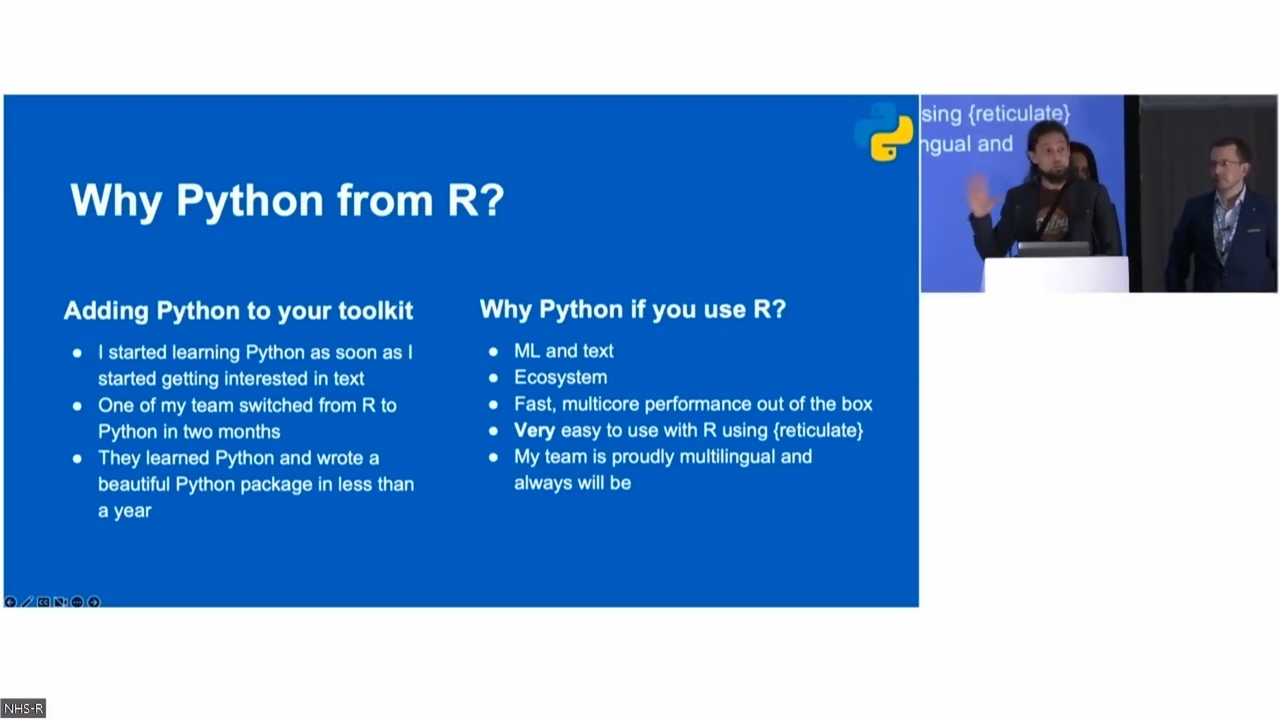 Why Python from R?
Adding Python to your toolkit
● I started learning Python as soon as I
started getting interested in text
● One of my team switched from R to
Python in two months
● They learned Python and wrote a
beautiful Python package in less than
a year
Why Python if you use R?
● ML and text
● Ecosystem
● Fast, multicore performance out of the box
● Very easy to use with R using {reticulate}
● My team is proudly multilingual and
always will be
sing {reticulate}
ngual and
NHS-R